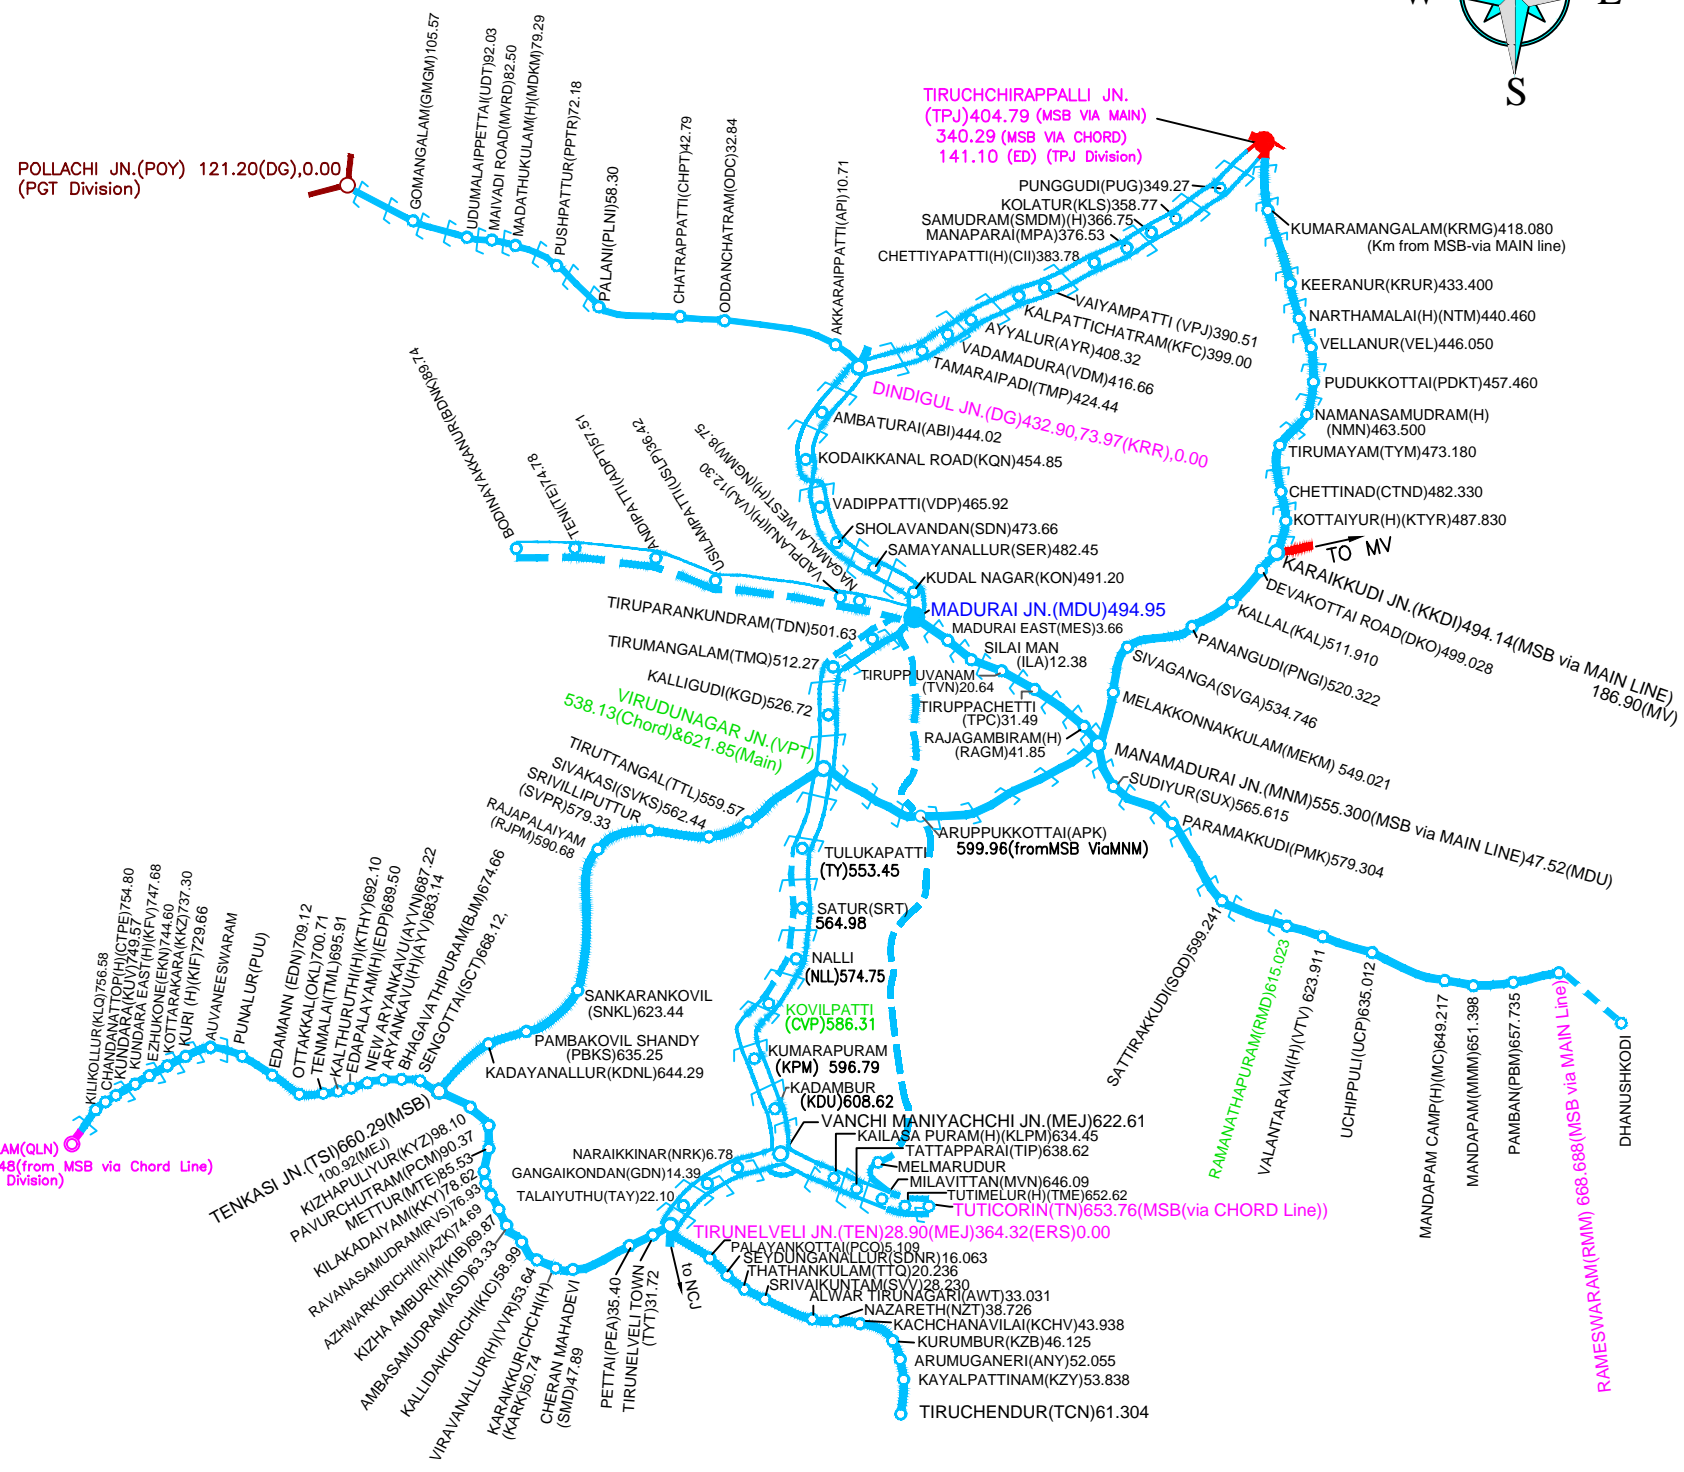 S
TIRUCHCHIRAPPALLI JN.
(TPJ)404.79 (MSB VIA MAIN)
340.29 (MSB VIA CHORD)
141.10 (ED) (TPJ Division)
POLLACHI JN.(POY) 121.20(DG),0.00
(PGT Division)
GOMANGALAM(GMGM)105.57
UDUMALAIPPETTAI(UDT)92.03
MAIVADI ROAD(MVRD)82.50
MADATHUKULAM(H)(MDKM)79.29
PUSHPATTUR(PPTR)72.18
PALANI(PLNI)58.30
CHATRAPPATTI(CHPT)42.79
ODDANCHATRAM(ODC)32.84
AKKARAIPPATTI(API)10.71
PUNGGUDI(PUG)349.27
KOLATUR(KLS)358.77
SAMUDRAM(SMDM)(H)366.75
MANAPARAI(MPA)376.53
CHETTIYAPATTI(H)(CII)383.78
VAIYAMPATTI (VPJ)390.51
KALPATTICHATRAM(KFC)399.00
AYYALUR(AYR)408.32
VADAMADURA(VDM)416.66
TAMARAIPADI(TMP)424.44
DINDIGUL JN.(DG)432.90,73.97(KRR),0.00
KUMARAMANGALAM(KRMG)418.080
(Km from MSB-via MAIN line)
KEERANUR(KRUR)433.400
NARTHAMALAI(H)(NTM)440.460
VELLANUR(VEL)446.050
PUDUKKOTTAI(PDKT)457.460
NAMANASAMUDRAM(H)
(NMN)463.500
TIRUMAYAM(TYM)473.180
CHETTINAD(CTND)482.330
KOTTAIYUR(H)(KTYR)487.830
TO MV
KARAIKKUDI JN.(KKDI)494.14(MSB via MAIN LINE)
186.90(MV)
DEVAKOTTAI ROAD(DKO)499.028
KALLAL(KAL)511.910
PANANGUDI(PNGI)520.322
SIVAGANGA(SVGA)534.746
MELAKKONNAKKULAM(MEKM) 549.021
MANAMADURAI JN.(MNM)555.300(MSB via MAIN LINE)47.52(MDU)
AMBATURAI(ABI)444.02
KODAIKKANAL ROAD(KQN)454.85
VADIPPATTI(VDP)465.92
SHOLAVANDAN(SDN)473.66
SAMAYANALLUR(SER)482.45
KUDAL NAGAR(KON)491.20
MADURAI JN.(MDU)494.95
BODINAYAKKANUR(BDNK)89.74
TENI(TE)74.78
ANDIPATTI(ADPT)57.51
USILAMPATTI(USLP)36.42
VADPLANJI(H)(VAJ)12.30
NAGAMALAI WEST(H)(NGMW)8.75
MADURAI EAST(MES)3.66
SILAI MAN
(ILA)12.38
TIRUPPUVANAM
(TVN)20.64
TIRUPPACHETTI
(TPC)31.49
RAJAGAMBIRAM(H)
(RAGM)41.85
TIRUPARANKUNDRAM(TDN)501.63
TIRUMANGALAM(TMQ)512.27
KALLIGUDI(KGD)526.72
VIRUDUNAGAR JN.(VPT)
538.13(Chord)&621.85(Main)
TIRUTTANGAL(TTL)559.57
SIVAKASI(SVKS)562.44
SRIVILLIPUTTUR
(SVPR)579.33
RAJAPALAIYAM
(RJPM)590.68
SANKARANKOVIL
(SNKL)623.44
PAMBAKOVIL SHANDY
(PBKS)635.25
KADAYANALLUR(KDNL)644.29
ARUPPUKKOTTAI(APK)
599.96(fromMSB ViaMNM)
SUDIYUR(SUX)565.615
PARAMAKKUDI(PMK)579.304
SATTIRAKKUDI(SQD)599.241
RAMANATHAPURAM(RMD)615.023
VALANTARAVAI(H)(VTV) 623.911
UCHIPPULI(UCP)635.012
MANDAPAM CAMP(H)(MC)649.217
MANDAPAM(MMM)651.398
PAMBAN(PBM)657.735
RAMESWARAM(RMM) 668.688(MSB via MAIN Line)
DHANUSHKODI
TULUKAPATTI
(TY)553.45
SATUR(SRT)
564.98
NALLI
(NLL)574.75
KOVILPATTI
(CVP)586.31
KUMARAPURAM
(KPM) 596.79
KADAMBUR
(KDU)608.62
VANCHI MANIYACHCHI JN.(MEJ)622.61
KAILASA PURAM(H)(KLPM)634.45
TATTAPPARAI(TIP)638.62
MELMARUDUR
MILAVITTAN(MVN)646.09
TUTIMELUR(H)(TME)652.62
TUTICORIN(TN)653.76(MSB(via CHORD Line))
NARAIKKINAR(NRK)6.78
GANGAIKONDAN(GDN)14.39
TALAIYUTHU(TAY)22.10
TIRUNELVELI JN.(TEN)28.90(MEJ)364.32(ERS)0.00
to NCJ
PALAYANKOTTAI(PCO)5.109
SEYDUNGANALLUR(SDNR)16.063
THATHANKULAM(TTQ)20.236
SRIVAIKUNTAM(SVV)28.230
ALWAR TIRUNAGARI(AWT)33.031
NAZARETH(NZT)38.726
KACHCHANAVILAI(KCHV)43.938
KURUMBUR(KZB)46.125
ARUMUGANERI(ANY)52.055
KAYALPATTINAM(KZY)53.838
TIRUCHENDUR(TCN)61.304
KILIKOLLUR(KLQ)756.58
CHANDANATTOP(H)(CTPE)754.80
KUNDARA(KUV)749.57
KUNDARA EAST(H)(KFV)747.68
EZHUKONE(EKN)744.60
KOTTARAKARA(KKZ)737.30
KURI (H)(KIF)729.66
AUVANEESWARAM
PUNALUR(PUU)
EDAMANN (EDN)709.12
OTTAKKAL(OKL)700.71
TENMALAI(TML)695.91
KALTHURUTHI(H)(KTHY)692.10
EDAPALAYAM(H)(EDP)689.50
NEW ARYANKAVU(AYVN)687.22
ARYANKAVU(H)(AYV)683.14
BHAGAVATHIPURAM(BJM)674.66
SENGOTTAI(SCT)668.12,
AM(QLN)
48(from MSB via Chord Line)
Division)
TENKASI JN.(TSI)660.29(MSB)
100.92(MEJ)
KIZHAPULIYUR(KYZ)98.10
PAVURCHUTRAM(PCM)90.37
METTUR(MTE)85.53
KILAKADAIYAM(KKY)78.62
RAVANASAMUDRAM(RVS)76.93
AZHWARKURICHI(H)(AZK)74.69
KIZHA AMBUR(H)(KIB)69.87
AMBASAMUDRAM(ASD)63.33
KALLIDAIKURICHI(KIC)58.99
VIRAVANALLUR(H)(VVR)53.64
KARAIKKURICHCHI(H)
(KARK)50.74
CHERAN MAHADEVI
(SMD)47.89
PETTAI(PEA)35.40
TIRUNELVELI TOWN
(TYT)31.72